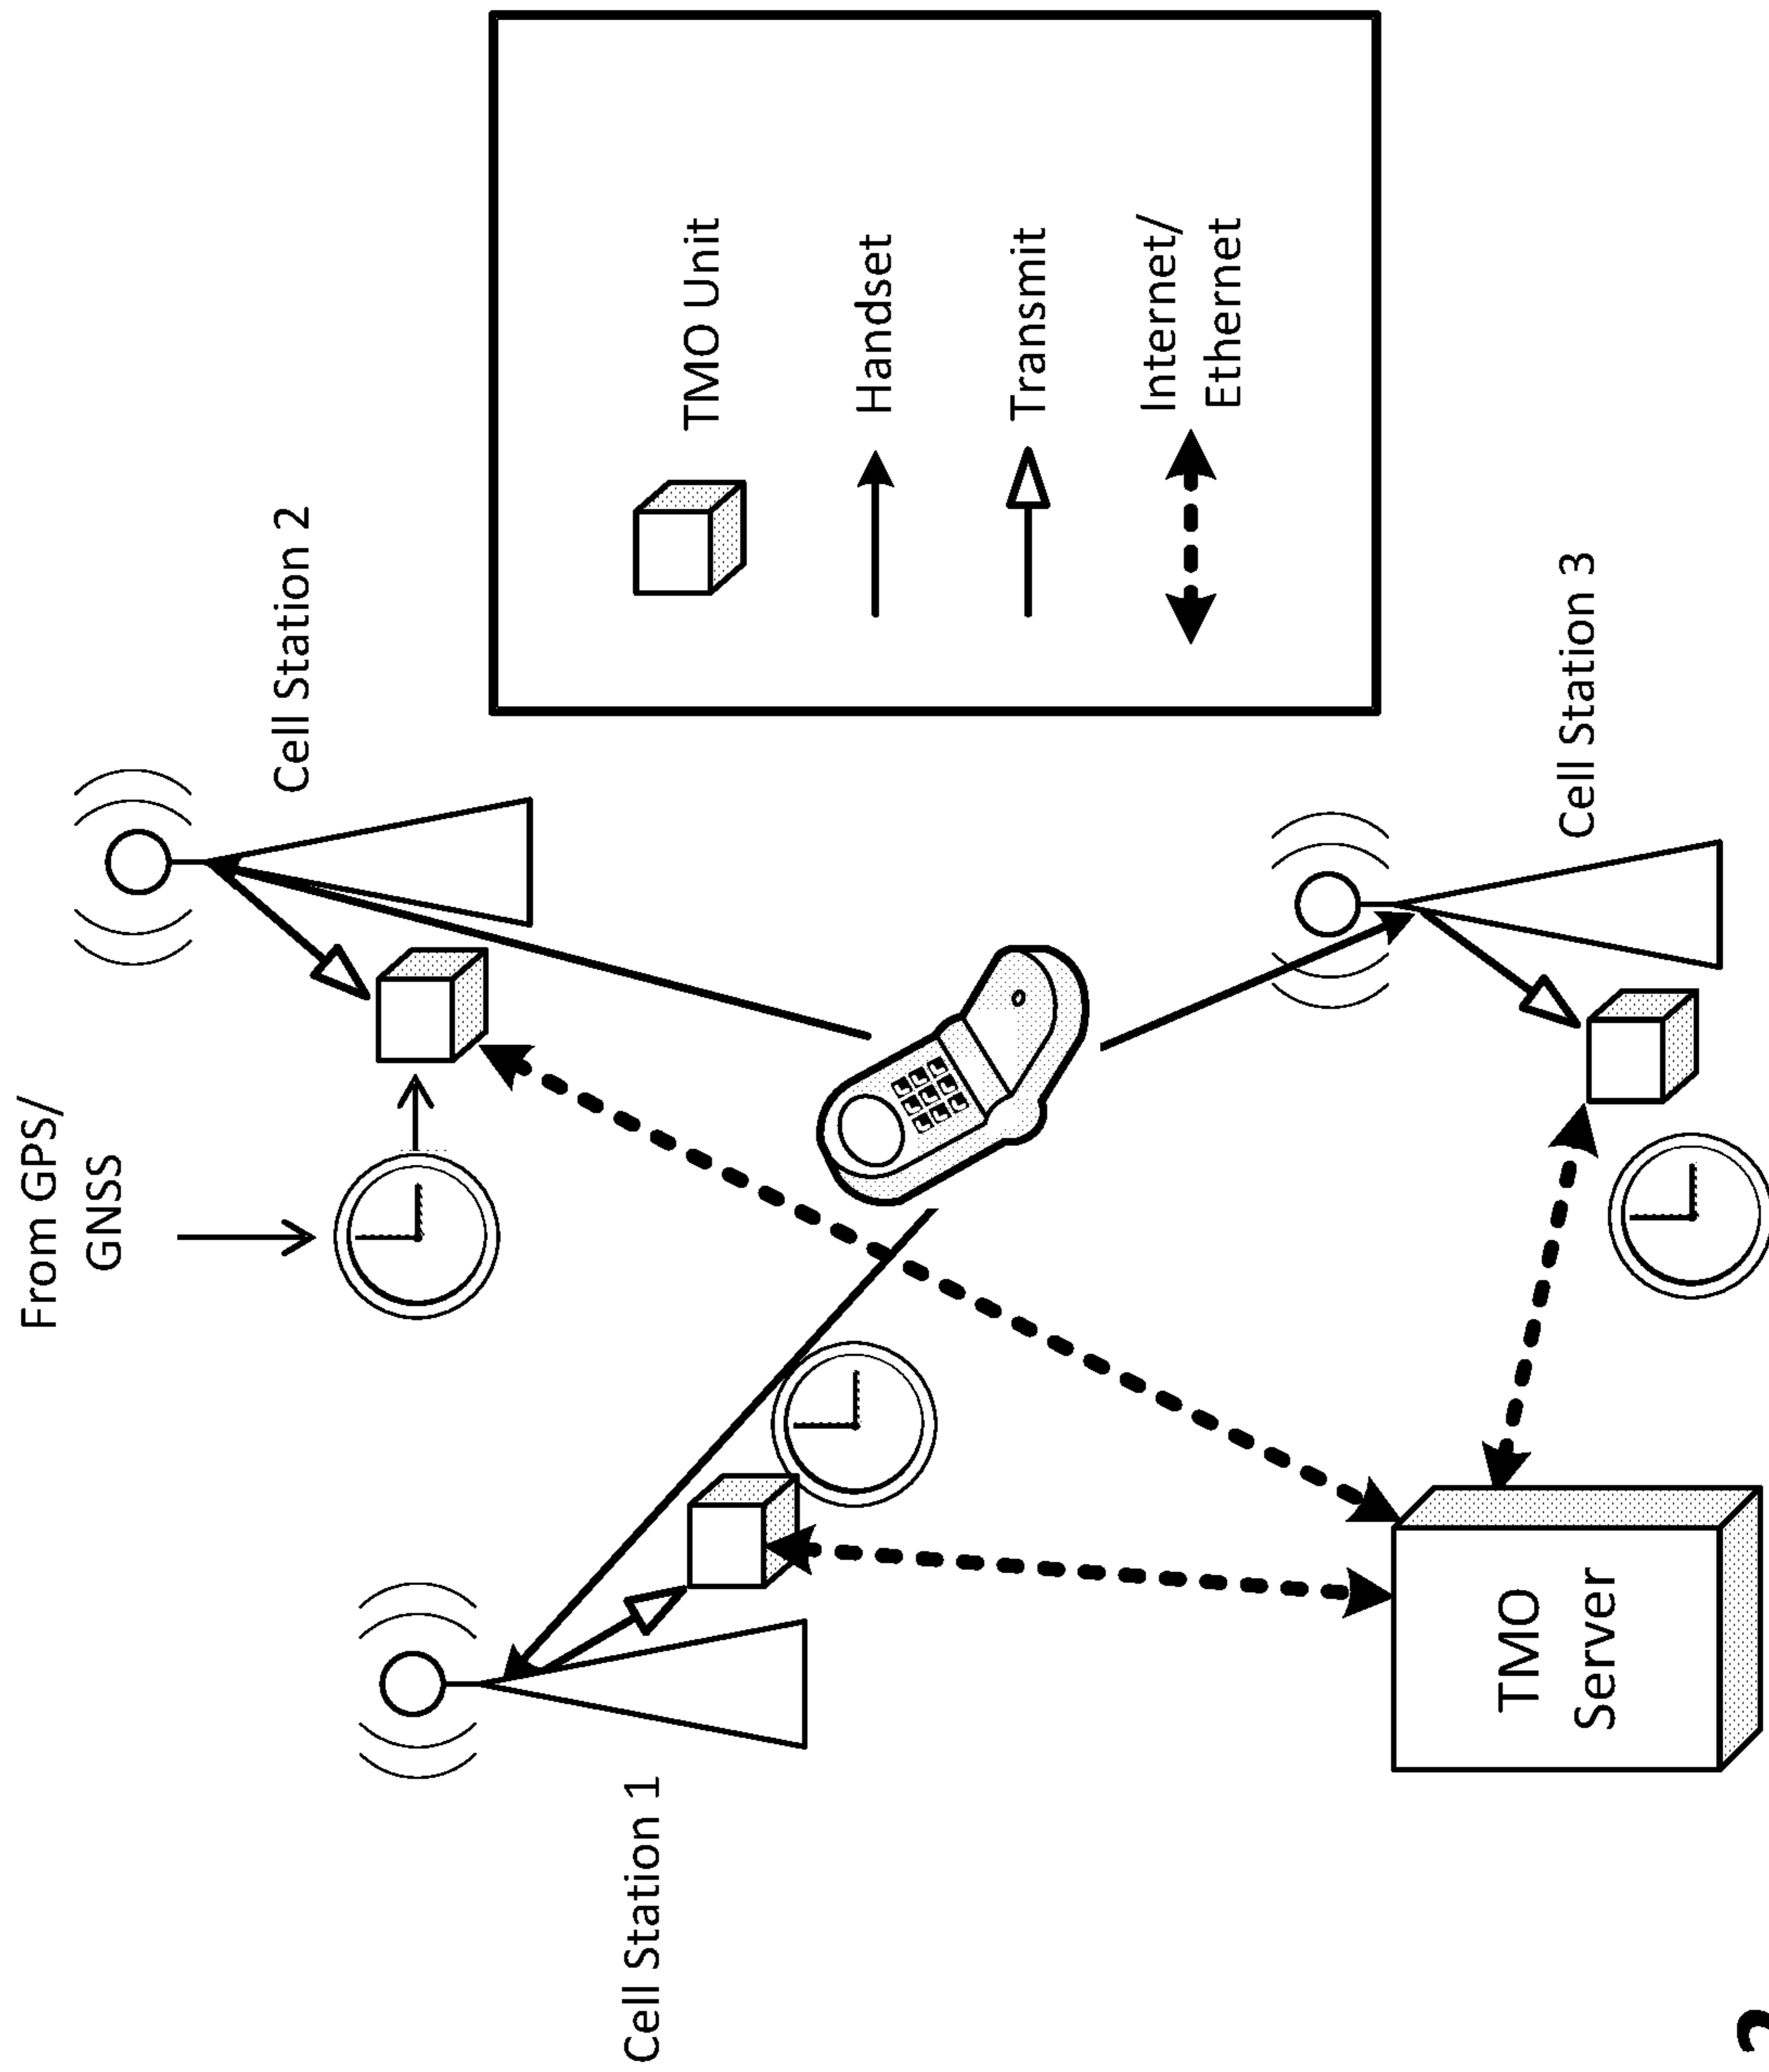 From GPS/
GNSS
Cell Station 2
Cell Station 1
TMO Unit
Handset
Transmit
Internet/
Ethernet
TMO
Server
Cell Station 3